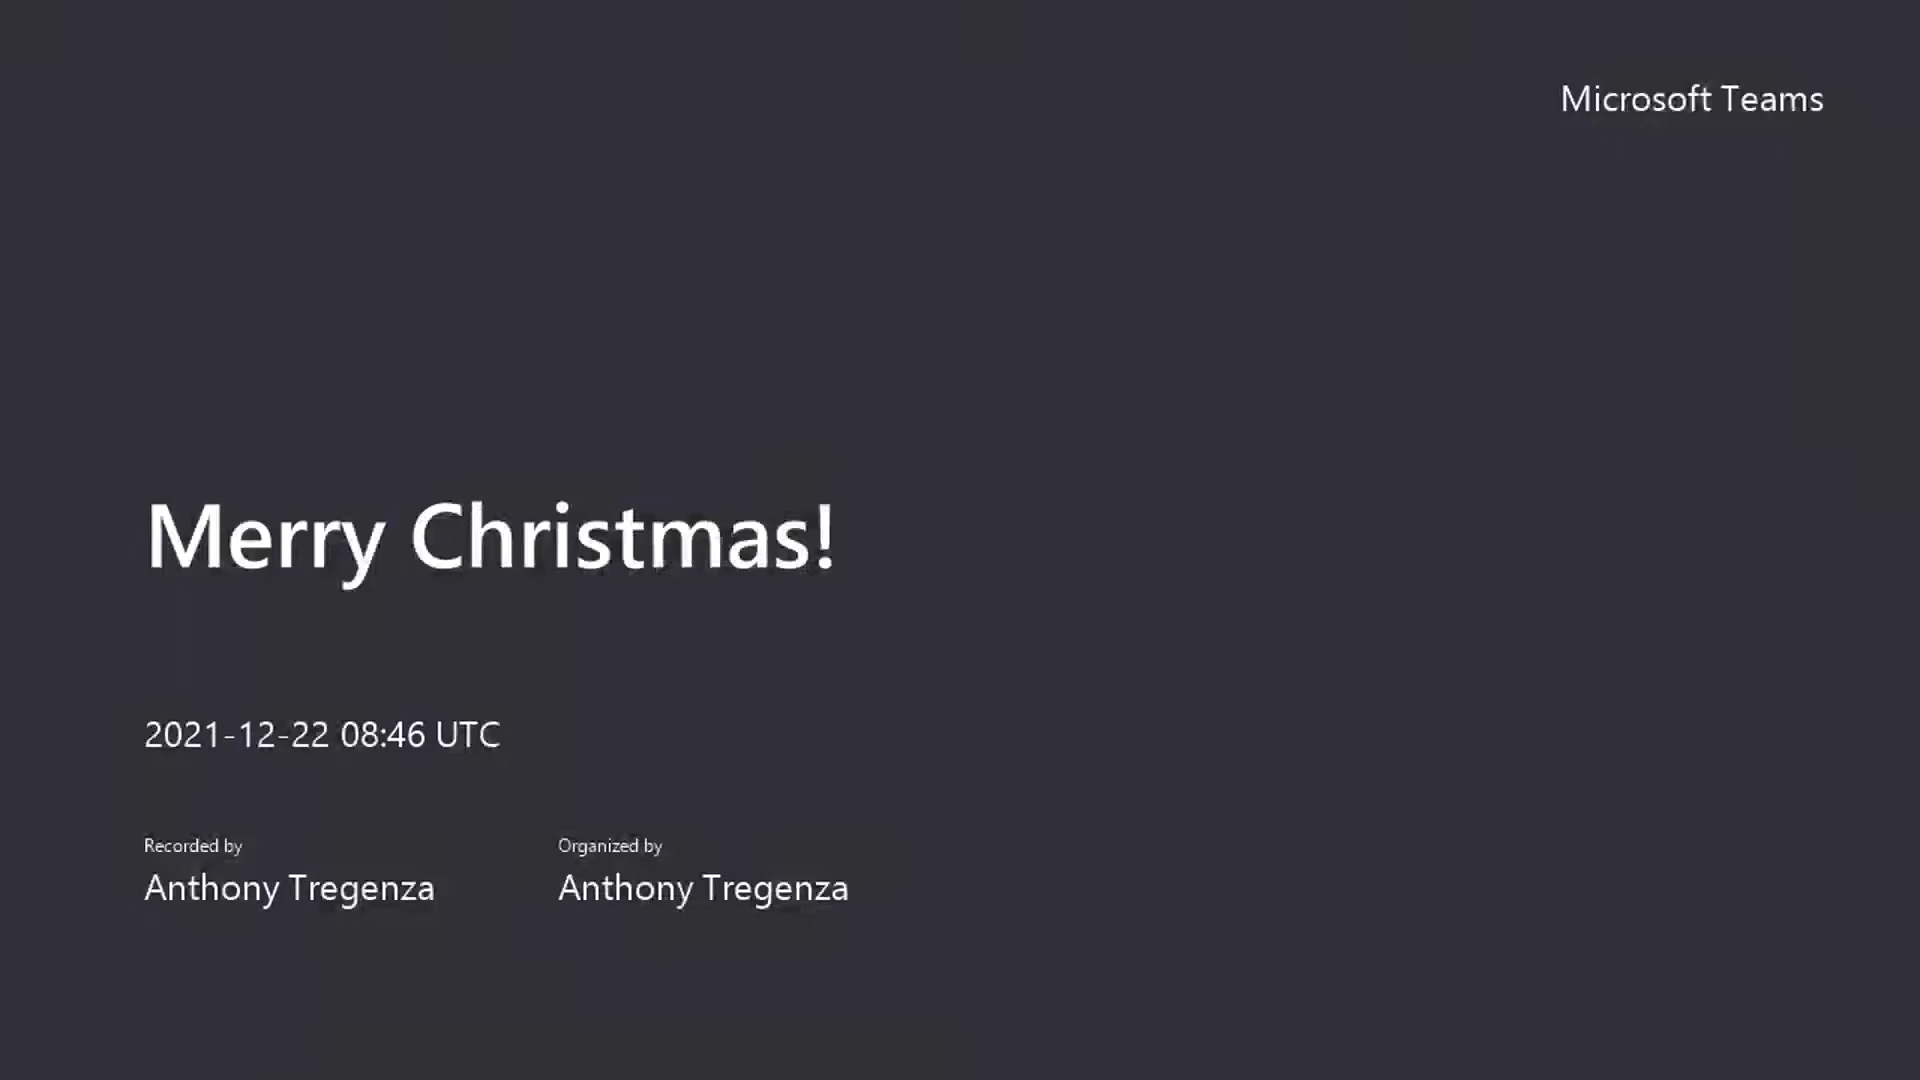 Microsoft Teams
Merry Christmas!
2021-12-22 08:46 UTC
Recorded by
Anthony Tregenza
Organized by
Anthony Tregenza